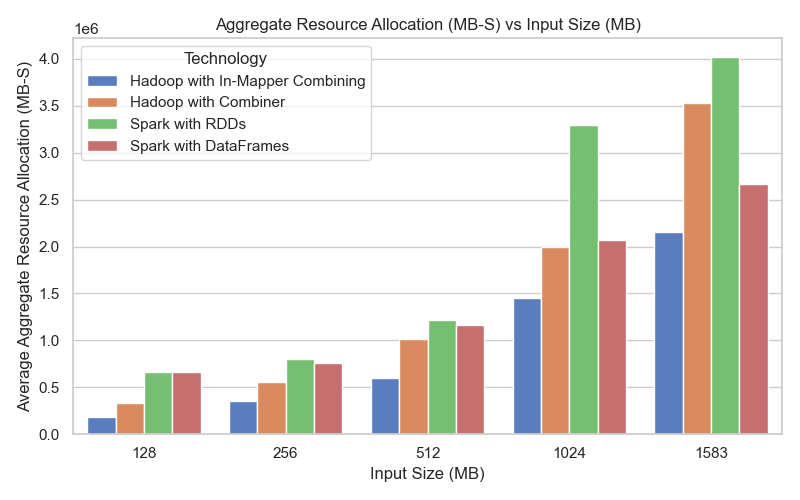 Aggregate Resource Allocation (MB-S) vs Input Size (MB)
1e6
Technology
Hadoop with In-Mapper Combining
Hadoop with Combiner
Spark with RDDs
Spark with DataFrames
Average Aggregate Resource Allocation (MB-S)
4.0
3.5
3.0
2.5
2.0
1.5
1.0
0.5
0.0
128 256 512 1024 1583
Input Size (MB)